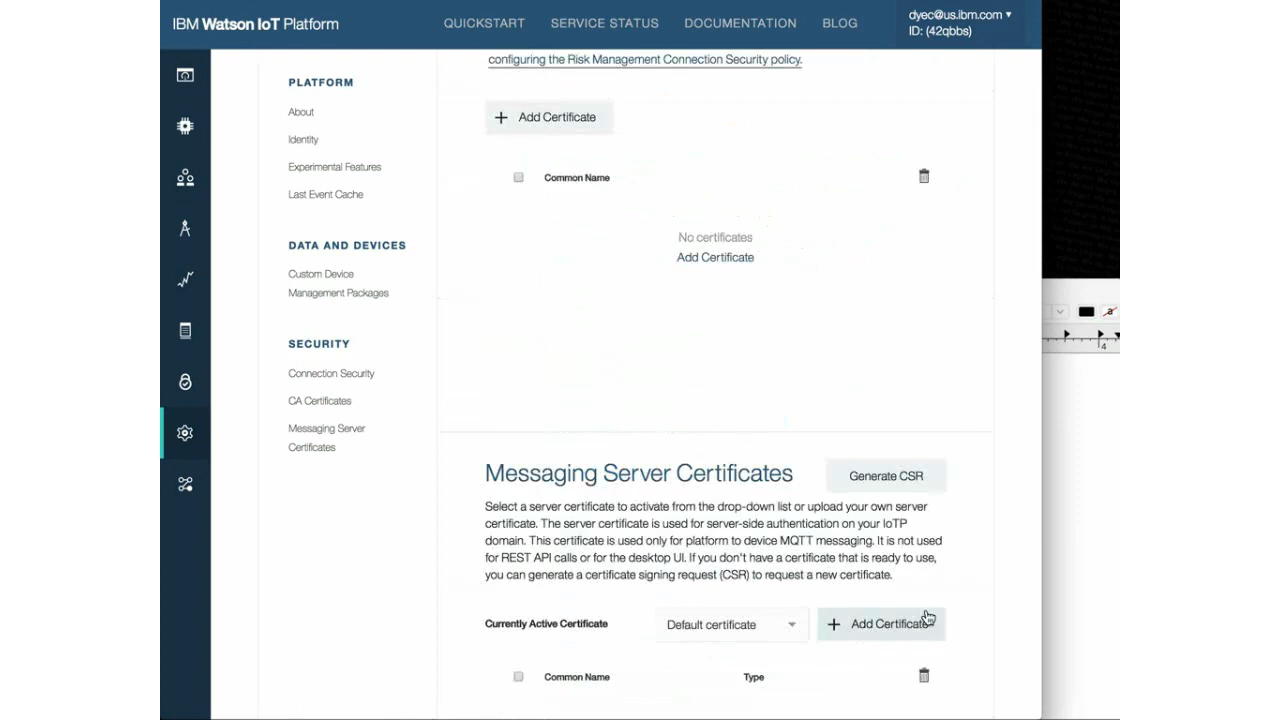 IBM Watson IoT Platform
QUICKSTART
SERVICE STATUS
DOCUMENTATION
BLOG
dyec@us.ibm.com
ID: (42qbbs)
PLATFORM
About
Identity
Experimental Features
Last Event Cache
DATA AND DEVICES
Custom Device
Management Packages
SECURITY
Connection Security
CA Certificates
Messaging Server
Certificates
configuring the Risk Management Connection Security policy.
+ Add Certificate
Common Name
No certificates
Add Certificate
Messaging Server Certificates
Generate CSR
Select a server certificate to activate from the drop-down list or upload your own server
certificate. The server certificate is used for server-side authentication on your IoTP
domain. This certificate is used only for platform to device MQTT messaging. It is not used
for REST API calls or for the desktop UI. If you don't have a certificate that is ready to use,
you can generate a certificate signing request (CSR) to request a new certificate.
Currently Active Certificate
Default certificate
+ Add Certificate
Common Name
Type
a
4